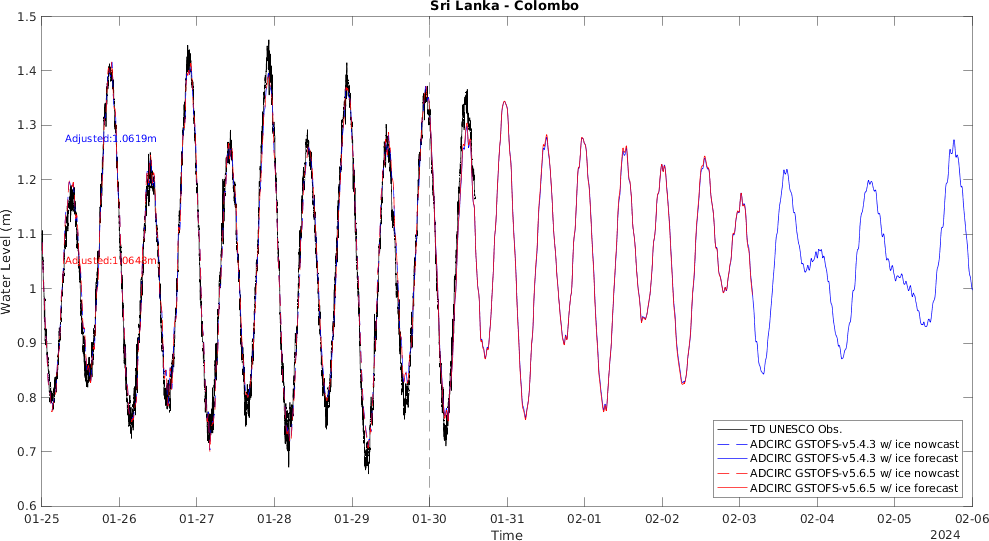 Sri Lanka - Colombo
Water Level (m)
1.5
1.4
1.3
1.2
1.1
1
0.9
0.8
0.7
0.6
Adjusted:1.0619m
Adjusted:1.0648m
TD UNESCO Obs.
ADCIRC GSTOFS-v5.4.3 w/ ice nowcast
ADCIRC GSTOFS-v5.4.3 w/ ice forecast
ADCIRC GSTOFS-v5.6.5 w/ ice nowcast
ADCIRC GSTOFS-v5.6.5 w/ ice forecast
01-25 01-26 01-27 01-28 01-29 01-30 01-31 02-01 02-02 02-03 02-04 02-05 02-06
Time
2024